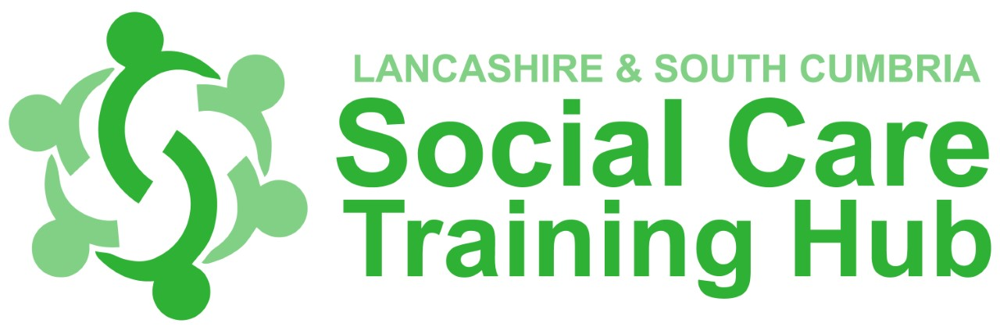 LANCASHIRE & SOUTH CUMBRIA
Social Care
Training Hub